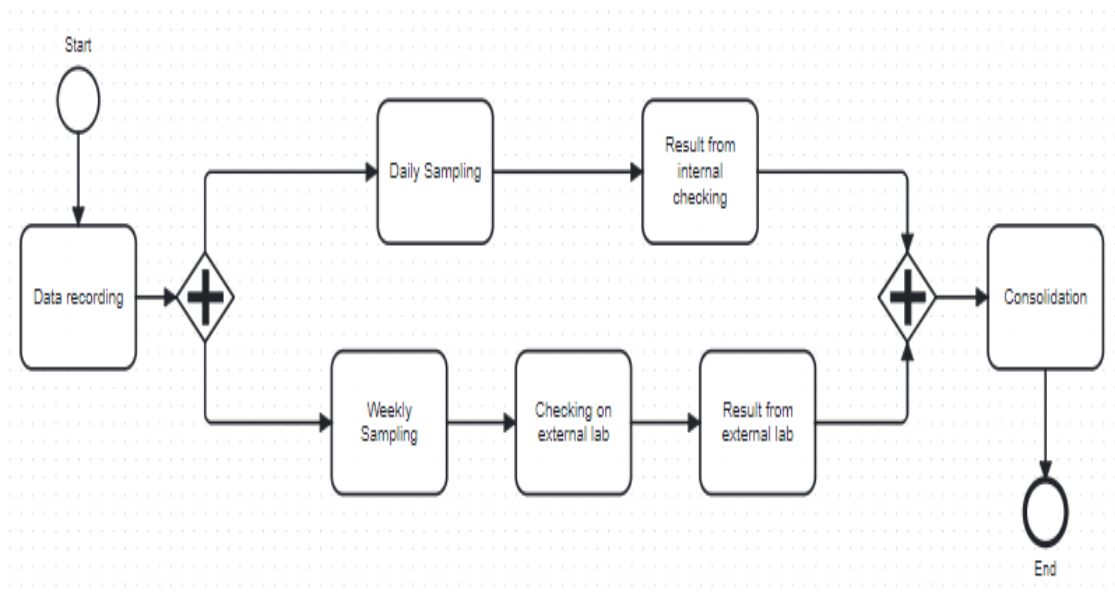 Start
Data recording
Daily Sampling
Result from
internal
checking
Weekly
Sampling
Checking on
external lab
Result from
external lab
Consolidation
End